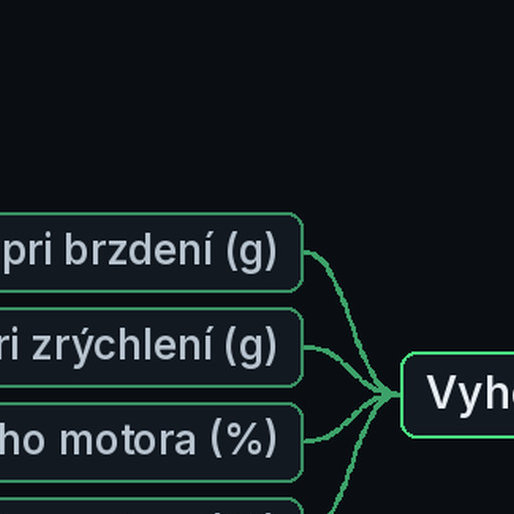 pri brzdení (g)
ri zrýchlení (g)
ho motora (%)
Vyh